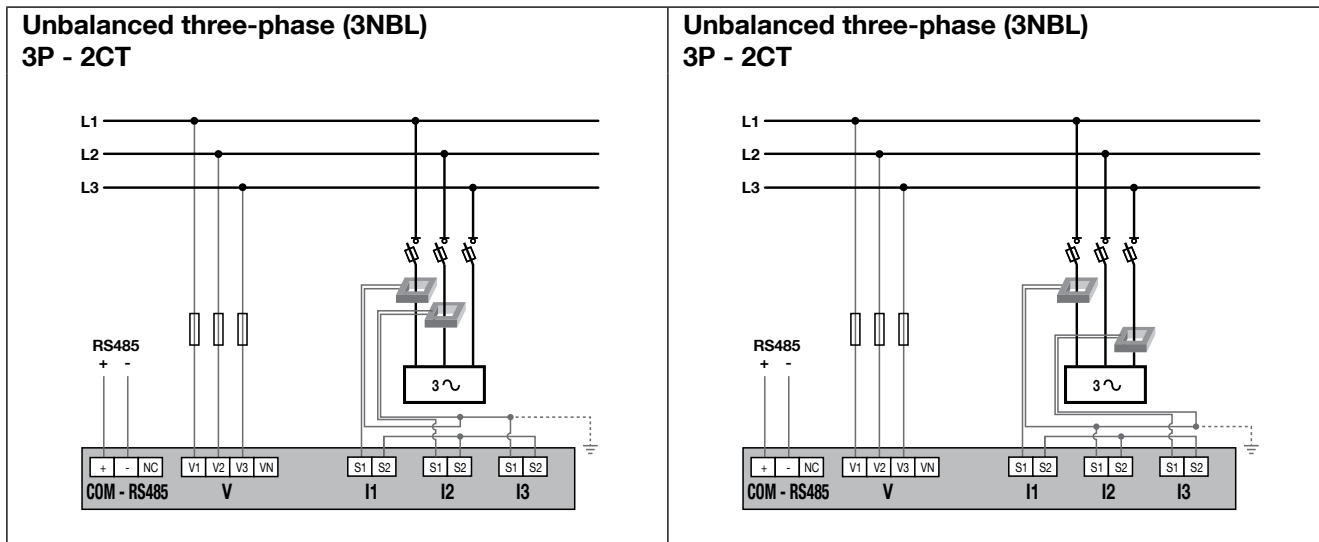 Unbalanced three-phase (3NBL)
3P - 2CT
L1
L2
L3
RS485
+ -
3
+ - NC V1 V2 V3 VN S1 S2 S1 S2 S1 S2
COM - RS485 V I1 I2 I3
Unbalanced three-phase (3NBL)
3P - 2CT
L1
L2
L3
RS485
+ -
3
+ - NC V1 V2 V3 VN S1 S2 S1 S2 S1 S2
COM - RS485 V I1 I2 I3